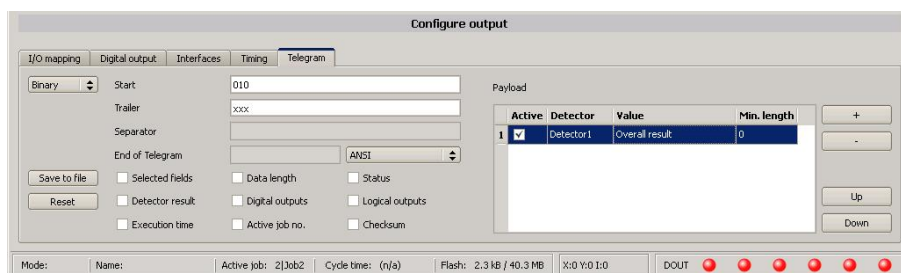 Configure output
I/O mapping Digital output Interfaces Timing Telegram
Binary Start 010
Trailer xxx
Separator
End of Telegram ANSI
Save to file Selected fields Data length Status
Reset Detector result Digital outputs Logical outputs
Execution time Active job no. Checksum
Payload
Active Detector Value Min. length
1 Detector1 Overall result 0
+
-
Up
Down
Mode: Name: Active job: 2|Job2 Cycle time: (n/a) Flash: 2.3 kB / 40.3 MB X:0 Y:0 I:0 DOUT